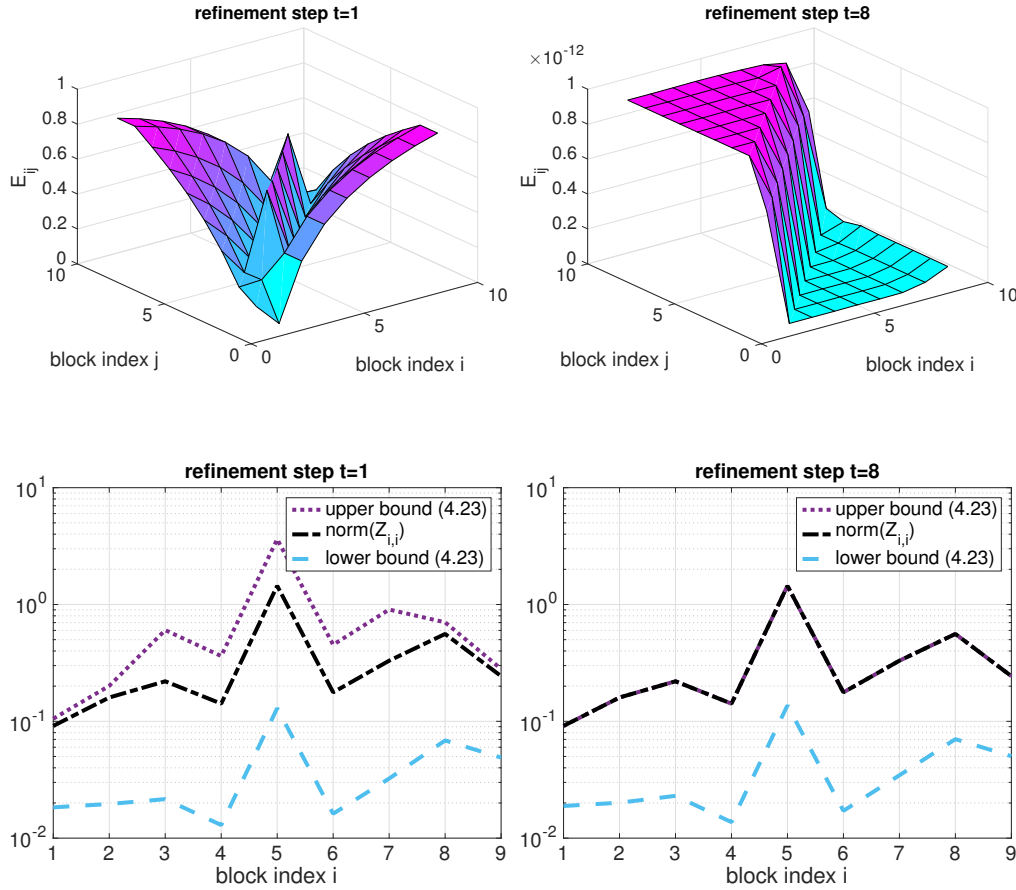 refinement step t=1
1
0.8
0.6
0.4
0.2
0
E_ij
10
5
0
block index j
0
5
10
block index i
refinement step t=8
×10^-12
1
0.8
0.6
0.4
0.2
0
E_ij
10
5
0
block index j
0
5
10
block index i
refinement step t=1
10^1
10^0
10^-1
10^-2
upper bound (4.23)
norm(Z_i,i)
lower bound (4.23)
1 2 3 4 5 6 7 8 9
block index i
refinement step t=8
10^1
10^0
10^-1
10^-2
upper bound (4.23)
norm(Z_i,i)
lower bound (4.23)
1 2 3 4 5 6 7 8 9
block index i